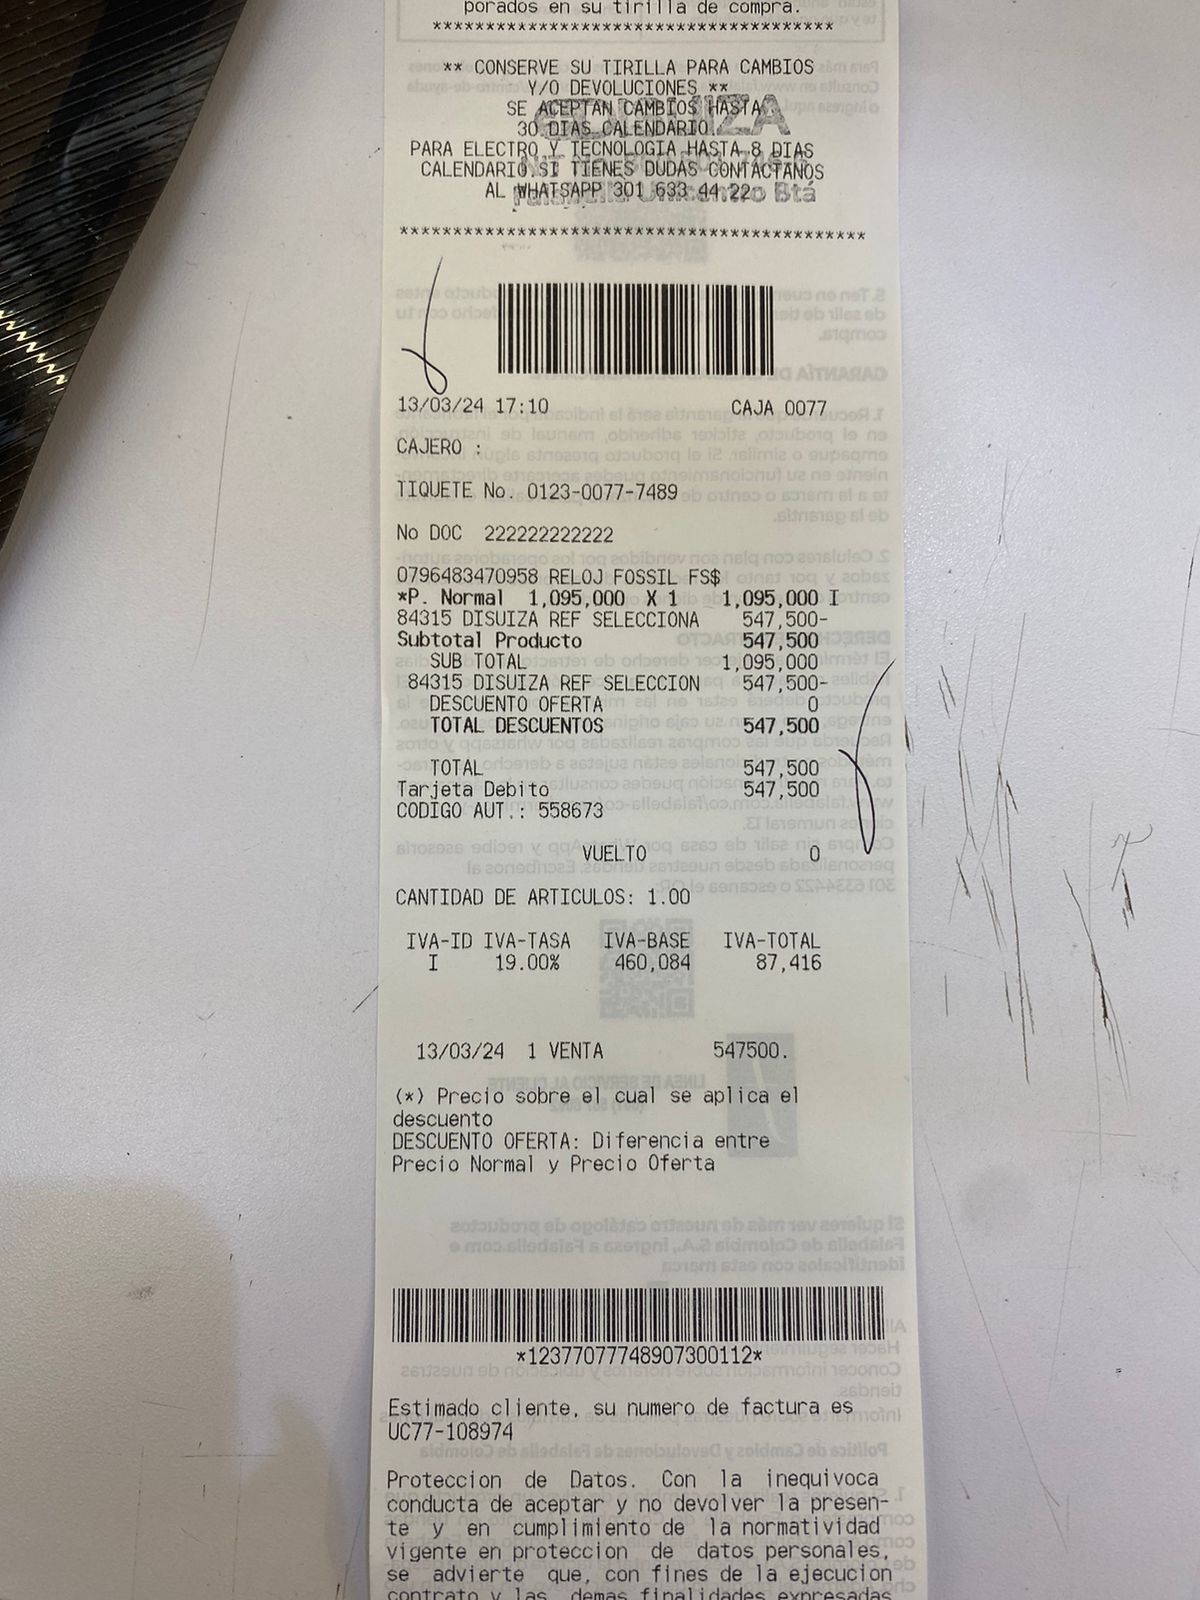 porados en su tirilla de compra.
************************************
** CONSERVE SU TIRILLA PARA CAMBIOS
Y/O DEVOLUCIONES **
SE ACEPTAN CAMBIOS HASTA
30 DIAS CALENDARIO.
PARA ELECTRO Y TECNOLOGIA HASTA 8 DIAS
CALENDARIO.SI TIENES DUDAS CONTACTANOS
AL WHATSAPP 301 633 44 22
Falabella Unicentro Btá
*******************************************
13/03/24 17:10 CAJA 0077
CAJERO :
TIQUETE No. 0123-0077-7489
No DOC 222222222222
0796483470958 RELOJ FOSSIL FS$
*P. Normal 1,095,000 X 1 1,095,000 I
84315 DISUIZA REF SELECCIONA 547,500-
Subtotal Producto 547,500
SUB TOTAL 1,095,000
84315 DISUIZA REF SELECCION 547,500-
DESCUENTO OFERTA 0
TOTAL DESCUENTOS 547,500
TOTAL 547,500
Tarjeta Debito 547,500
CODIGO AUT.: 558673
VUELTO 0
CANTIDAD DE ARTICULOS: 1.00
IVA-ID IVA-TASA IVA-BASE IVA-TOTAL
I 19.00% 460,084 87,416
13/03/24 1 VENTA 547500.
(*) Precio sobre el cual se aplica el
descuento
DESCUENTO OFERTA: Diferencia entre
Precio Normal y Precio Oferta
*12377077748907300112*
Estimado cliente, su numero de factura es
UC77-108974
Proteccion de Datos. Con la inequivoca
conducta de aceptar y no devolver la presen-
te y en cumplimiento de la normatividad
vigente en proteccion de datos personales,
se advierte que, con fines de la ejecucion
contrato y las demas finalidades expresadas